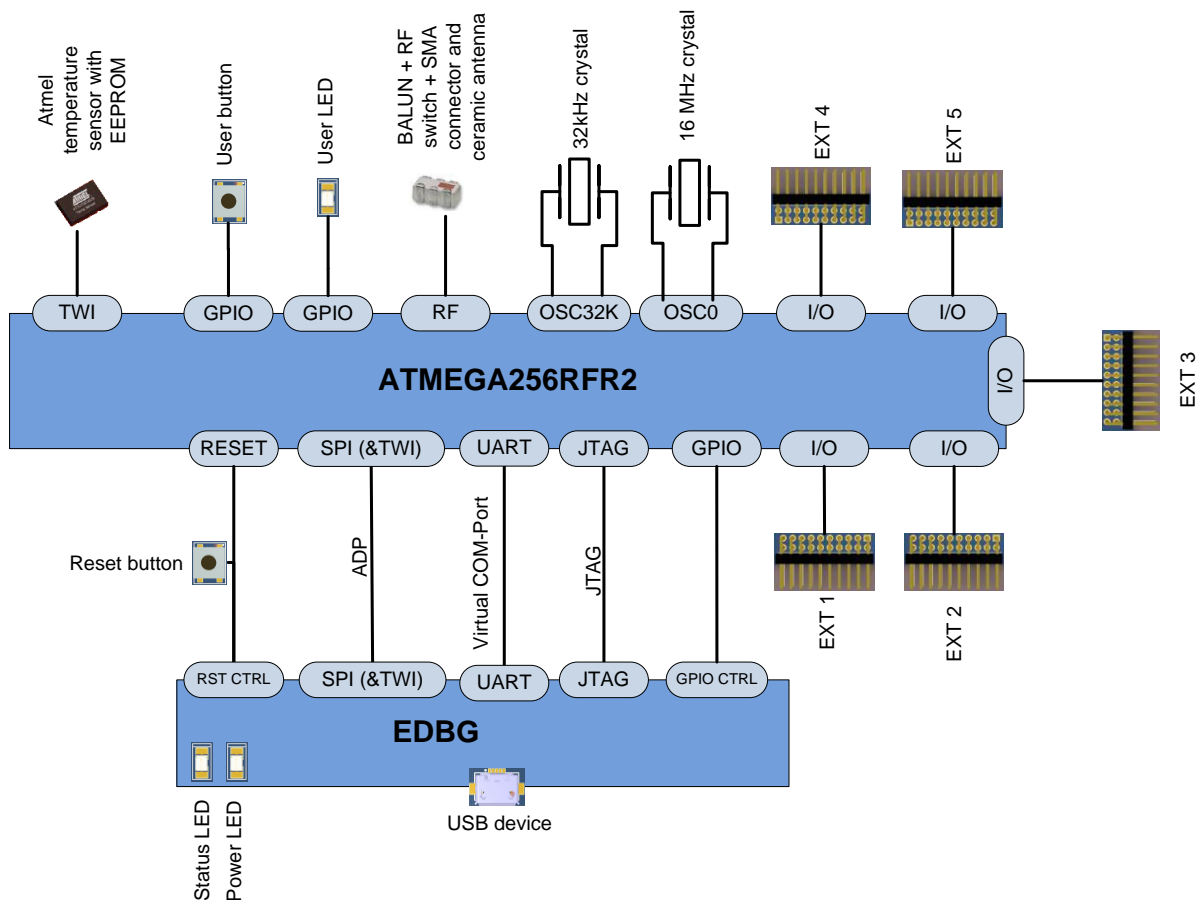 Atmel
temperature
sensor with
EEPROM
User button
User LED
BALUN + RF
switch + SMA
connector and
ceramic antenna
32kHz crystal
16 MHz crystal
EXT 4
EXT 5
TWI
GPIO
GPIO
RF
OSC32K
OSC0
I/O
I/O
ATMEGA256RFR2
I/O
EXT 3
RESET
SPI (&TWI)
UART
JTAG
GPIO
I/O
I/O
Reset button
ADP
Virtual COM-Port
JTAG
EXT 1
EXT 2
RST CTRL
SPI (&TWI)
UART
JTAG
GPIO CTRL
EDBG
Status LED
Power LED
USB device